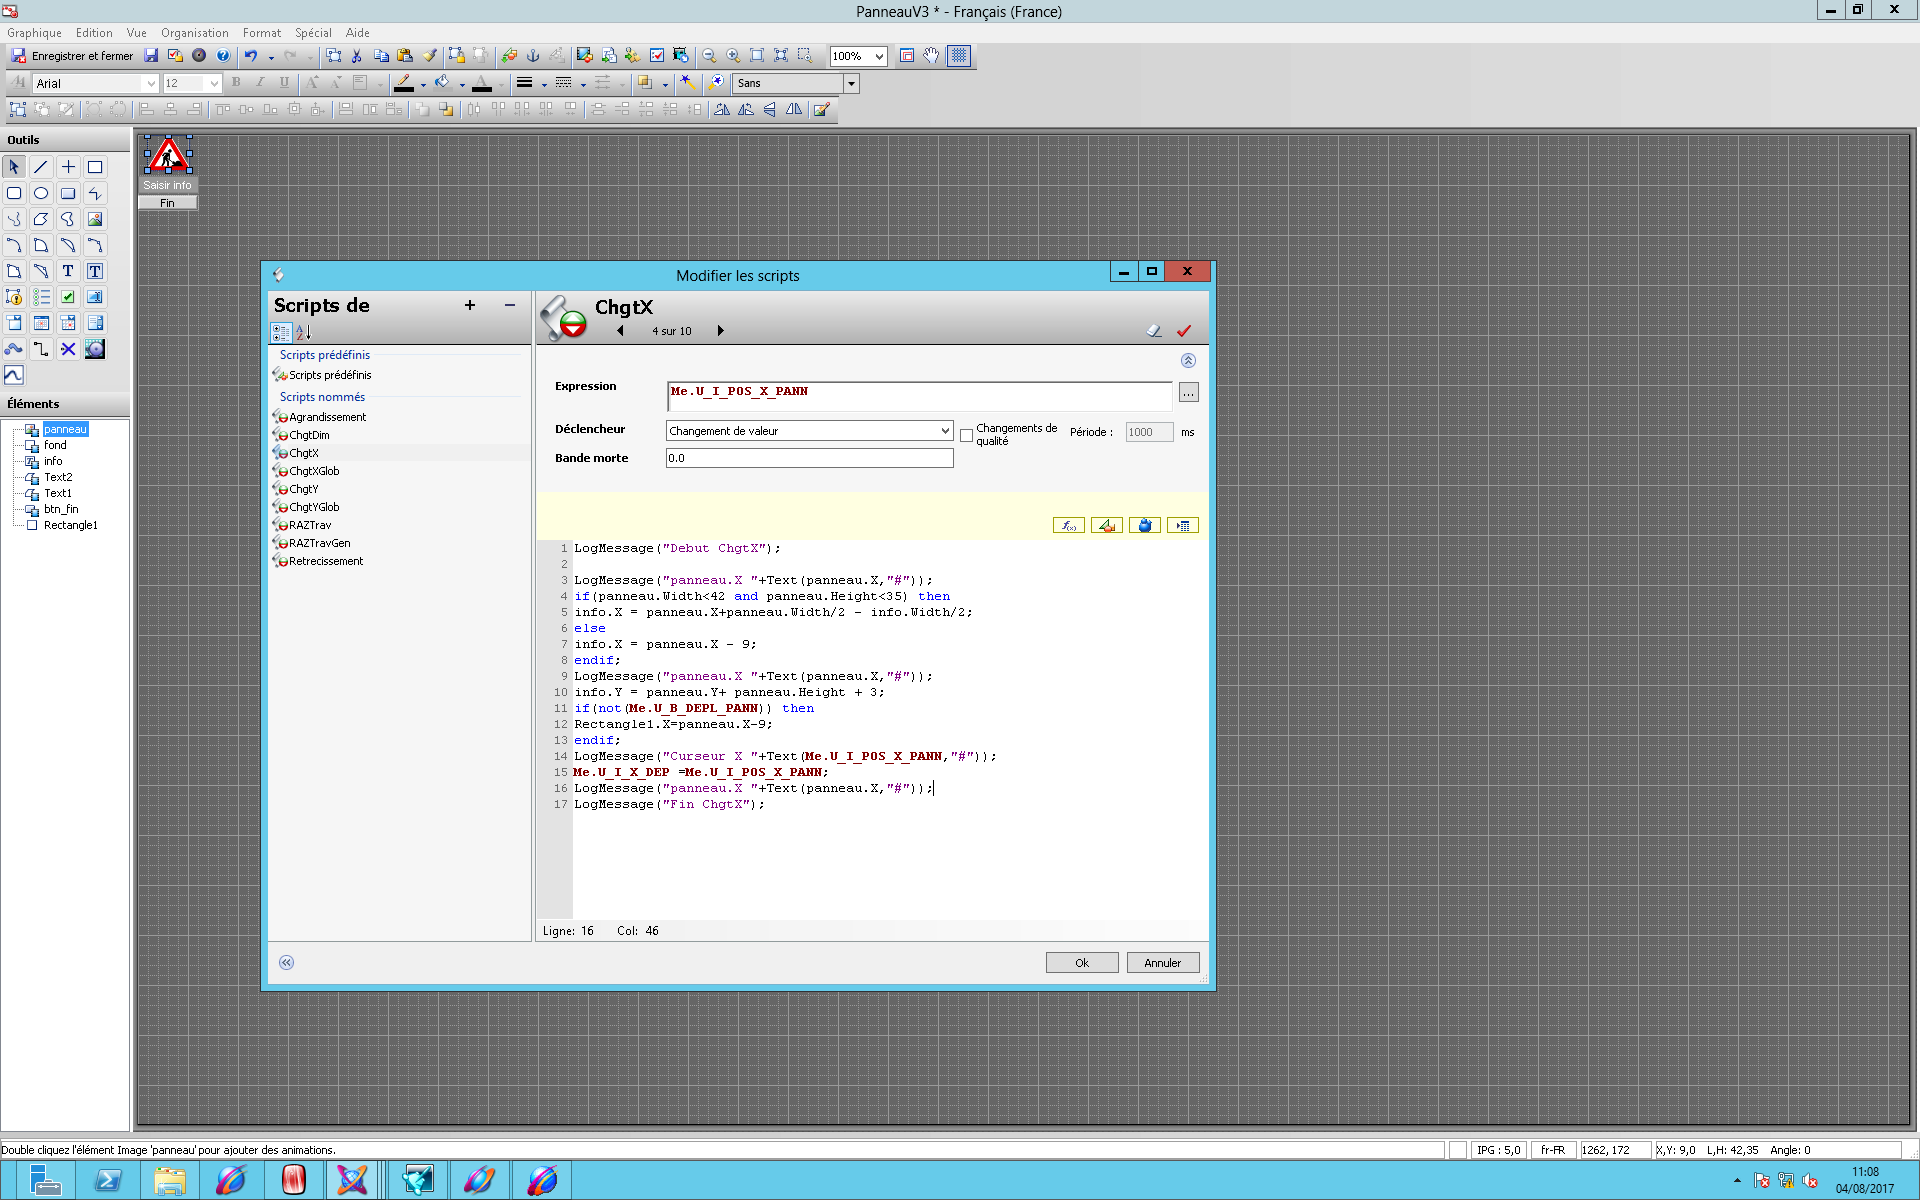 PanneauV3 * - Français (France)
Graphique Edition Vue Organisation Format Spécial Aide
Enregistrer et fermer 100%
Arial 12 B I U Sans
Outils
Saisir info
Fin
Éléments
panneau
fond
info
Text2
Text1
btn_fin
Rectangle1
Modifier les scripts
Scripts de + −
Scripts prédéfinis
Scripts prédéfinis
Scripts nommés
Agrandissement
ChgtDim
ChgtX
ChgtXGlob
ChgtY
ChgtYGlob
RAZTrav
RAZTravGen
Retrecissement
ChgtX
4 sur 10
Expression Me.U_I_POS_X_PANN ...
Déclencheur Changement de valeur Changements de qualité Période : 1000 ms
Bande morte 0.0
1 LogMessage("Debut ChgtX");
2
3 LogMessage("panneau.X "+Text(panneau.X,"#"));
4 if(panneau.Width<42 and panneau.Height<35) then
5 info.X = panneau.X+panneau.Width/2 - info.Width/2;
6 else
7 info.X = panneau.X - 9;
8 endif;
9 LogMessage("panneau.X "+Text(panneau.X,"#"));
10 info.Y = panneau.Y+ panneau.Height + 3;
11 if(not(Me.U_B_DEPL_PANN)) then
12 Rectangle1.X=panneau.X-9;
13 endif;
14 LogMessage("Curseur X "+Text(Me.U_I_POS_X_PANN,"#"));
15 Me.U_I_X_DEP =Me.U_I_POS_X_PANN;
16 LogMessage("panneau.X "+Text(panneau.X,"#"));
17 LogMessage("Fin ChgtX");
Ligne: 16 Col: 46
Ok Annuler
Double cliquez l'élément Image 'panneau' pour ajouter des animations. IPG : 5,0 fr-FR 1262, 172 X,Y: 9,0 L,H: 42,35 Angle: 0
11:08
04/08/2017